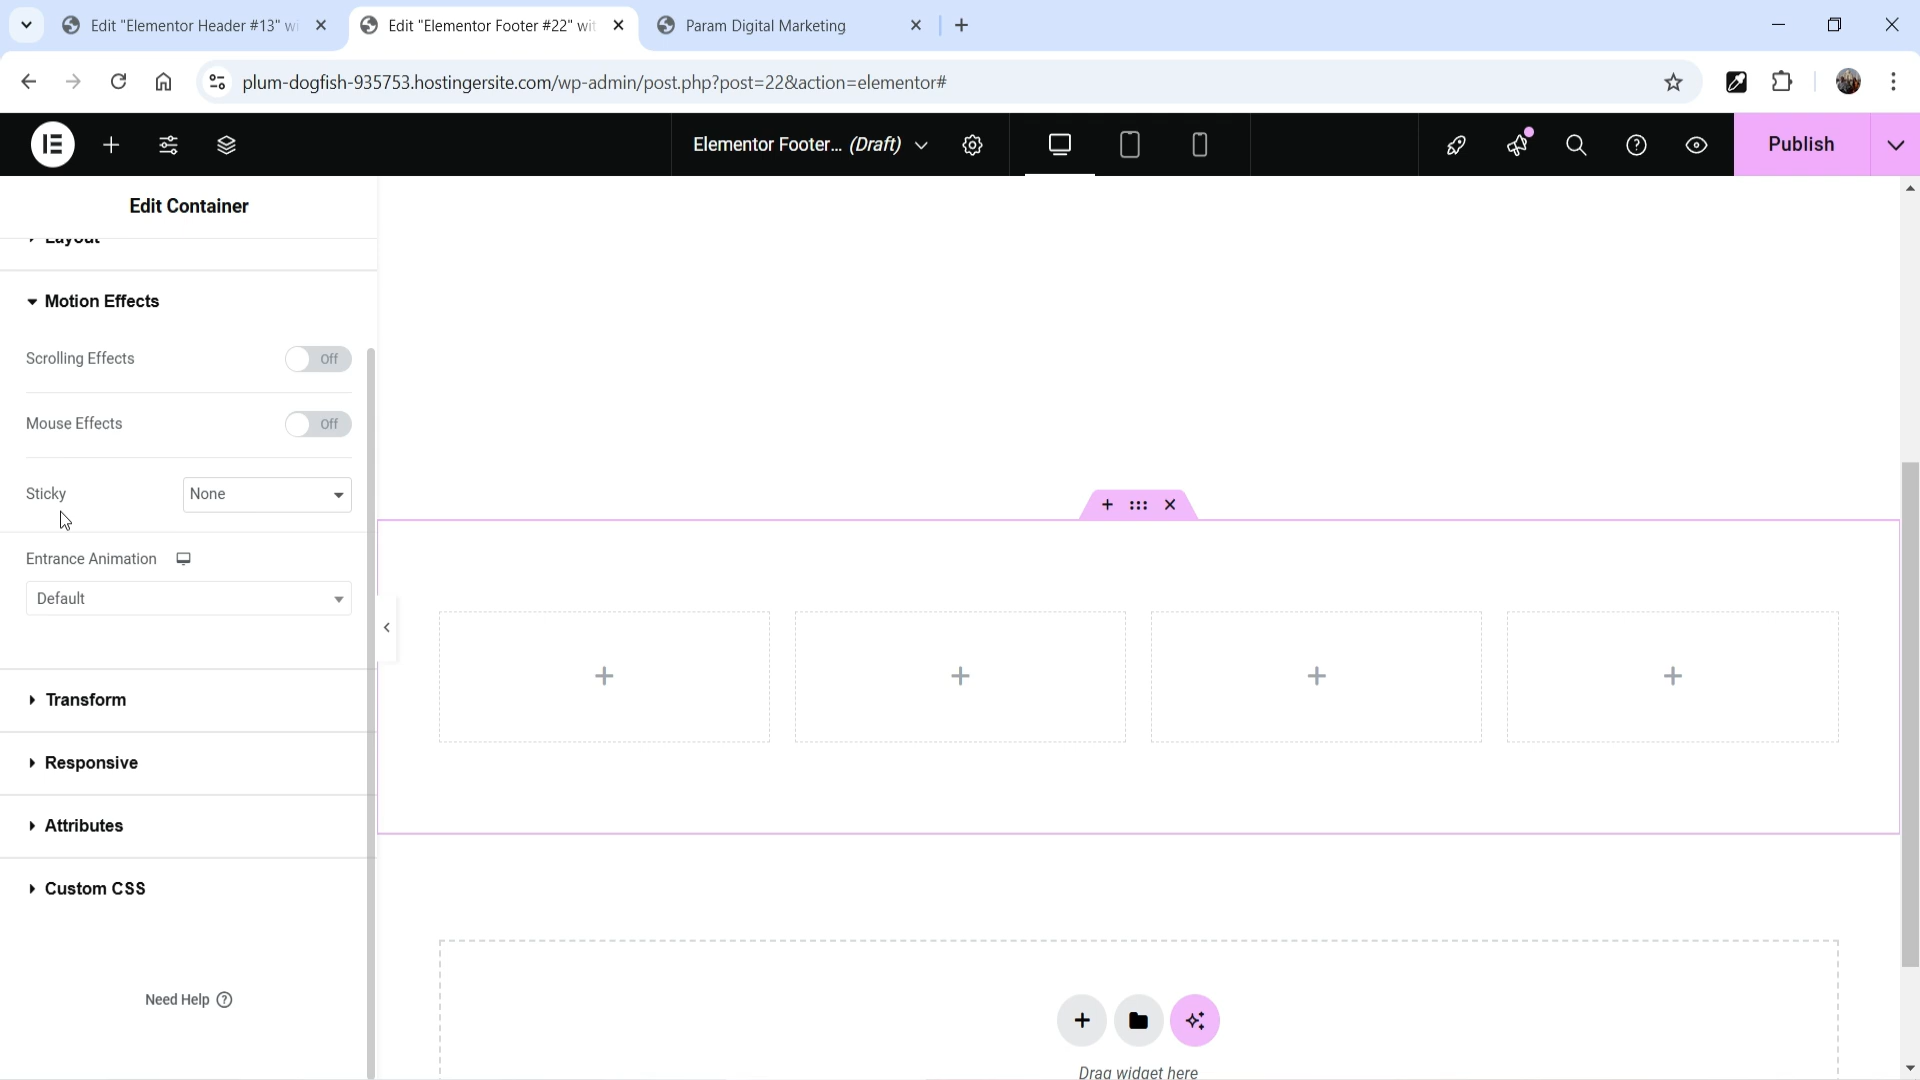 Edit "Elementor Header #13" wi
Edit "Elementor Footer #22" wit
Param Digital Marketing
plum-dogfish-935753.hostingersite.com/wp-admin/post.php?post=22&action=elementor#
Elementor Footer... (Draft)
Publish
Edit Container
Layout
Motion Effects
Scrolling Effects
Off
Mouse Effects
Off
Sticky
None
Entrance Animation
Default
Transform
Responsive
Attributes
Custom CSS
Need Help
Drag widget here